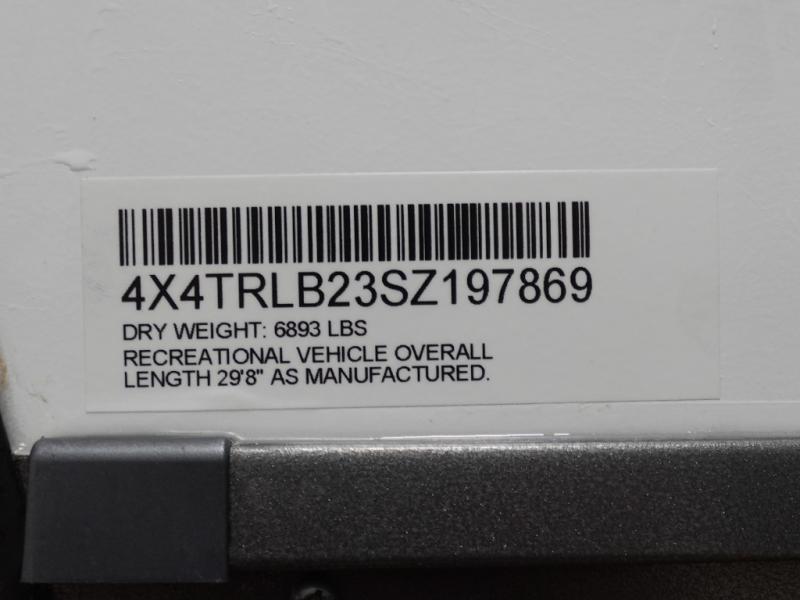 4X4TRLB23SZ197869
DRY WEIGHT: 6893 LBS
RECREATIONAL VEHICLE OVERALL
LENGTH 29'8" AS MANUFACTURED.